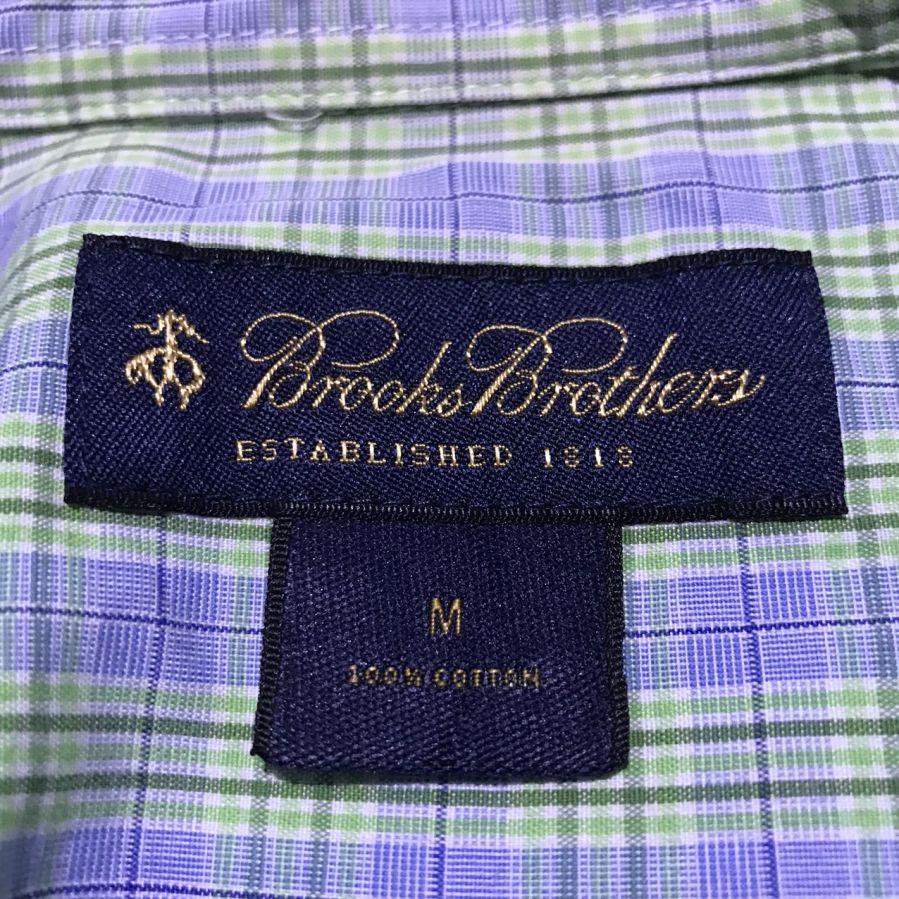 Brooks Brothers
ESTABLISHED 1818
M
100% COTTON